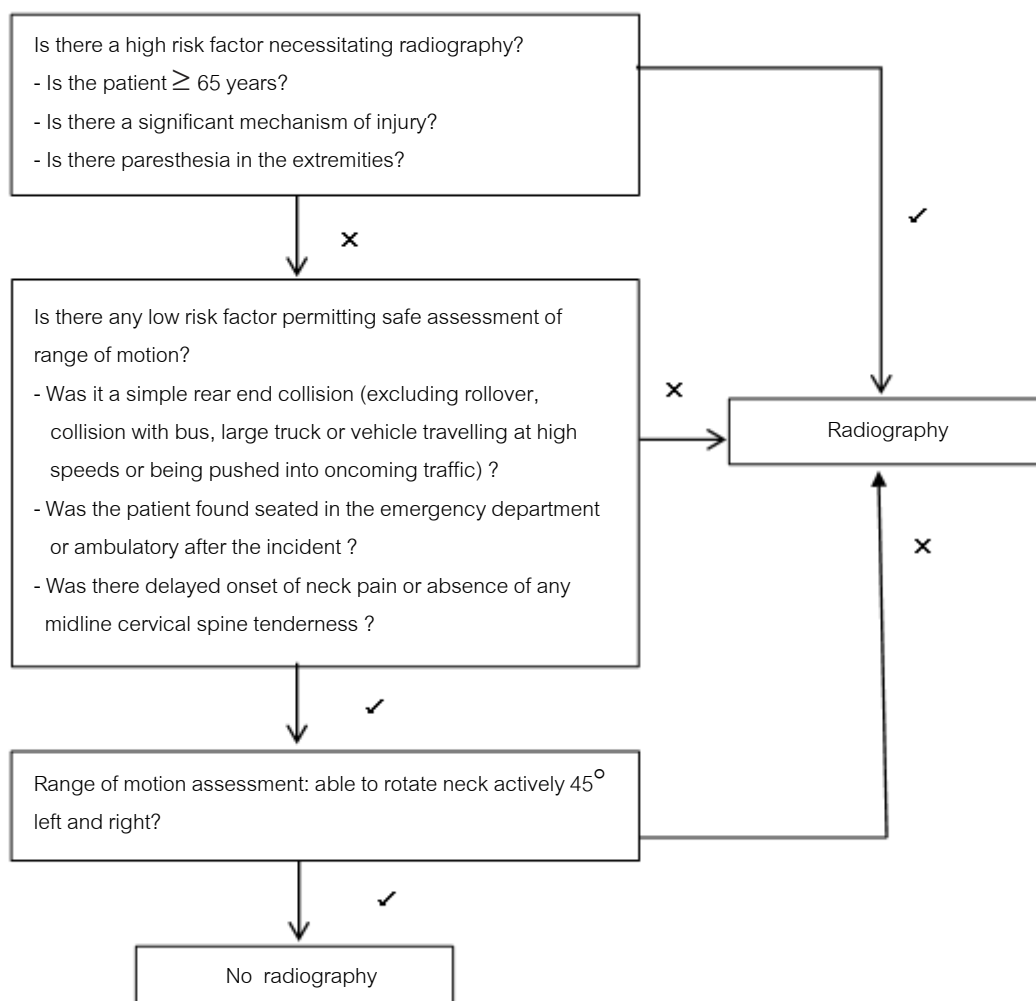 Is there a high risk factor necessitating radiography?
- Is the patient ≥ 65 years?
- Is there a significant mechanism of injury?
- Is there paresthesia in the extremities?
✓
×
Is there any low risk factor permitting safe assessment of
range of motion?
- Was it a simple rear end collision (excluding rollover,
collision with bus, large truck or vehicle travelling at high
speeds or being pushed into oncoming traffic) ?
- Was the patient found seated in the emergency department
or ambulatory after the incident ?
- Was there delayed onset of neck pain or absence of any
midline cervical spine tenderness ?
×
Radiography
×
✓
Range of motion assessment: able to rotate neck actively 45°
left and right?
✓
No radiography